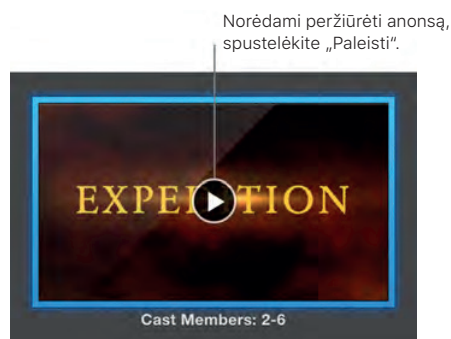 Norėdami peržiūrėti anonsą,
spustelėkite „Paleisti“.
EXPEDITION
Cast Members: 2-6